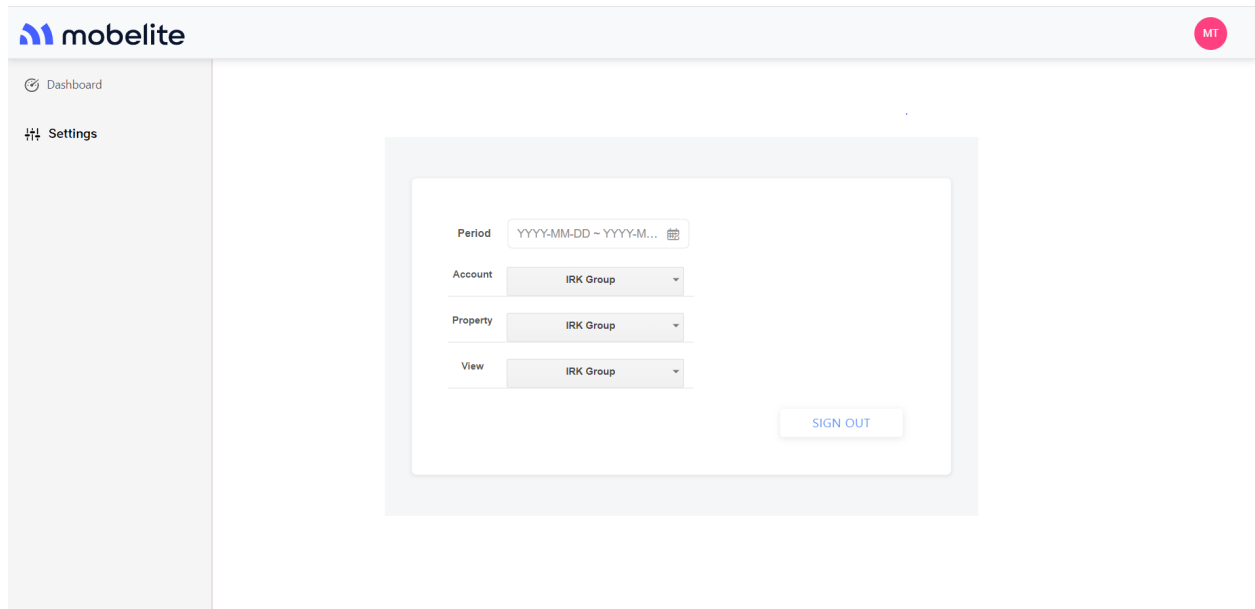 mobelite
MT
Dashboard
Settings
Period YYYY-MM-DD ~ YYYY-M...
Account IRK Group
Property IRK Group
View IRK Group
SIGN OUT